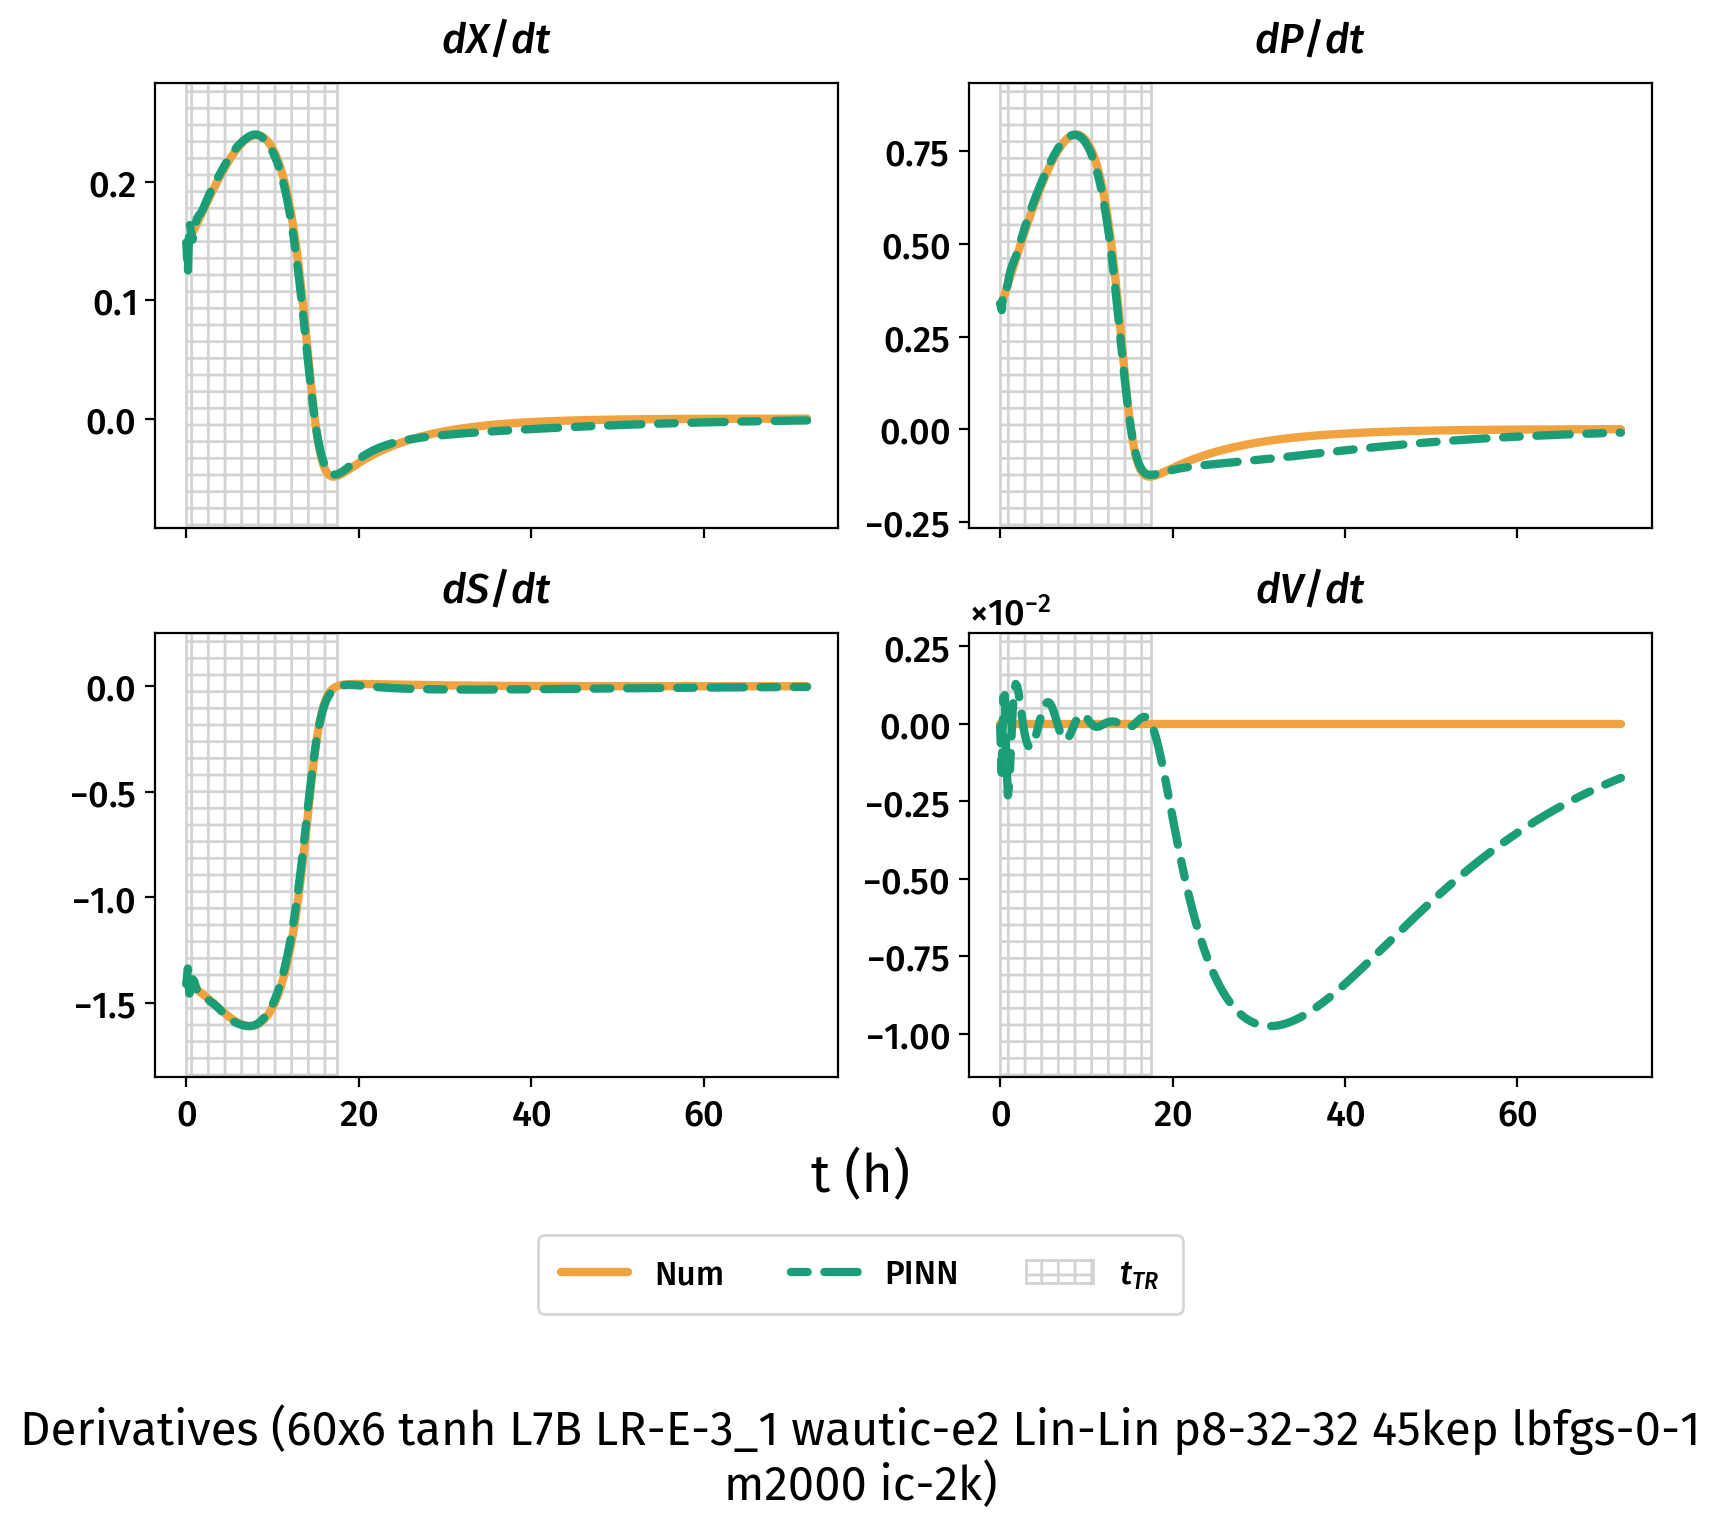 dX/dt
dP/dt
0.2
0.1
0.0
0.75
0.50
0.25
0.00
−0.25
dS/dt
dV/dt
×10⁻²
0.0
−0.5
−1.0
−1.5
0.25
0.00
−0.25
−0.50
−0.75
−1.00
0 20 40 60
0 20 40 60
t (h)
Num PINN t_TR
Derivatives (60x6 tanh L7B LR-E-3_1 wautic-e2 Lin-Lin p8-32-32 45kep lbfgs-0-1
m2000 ic-2k)